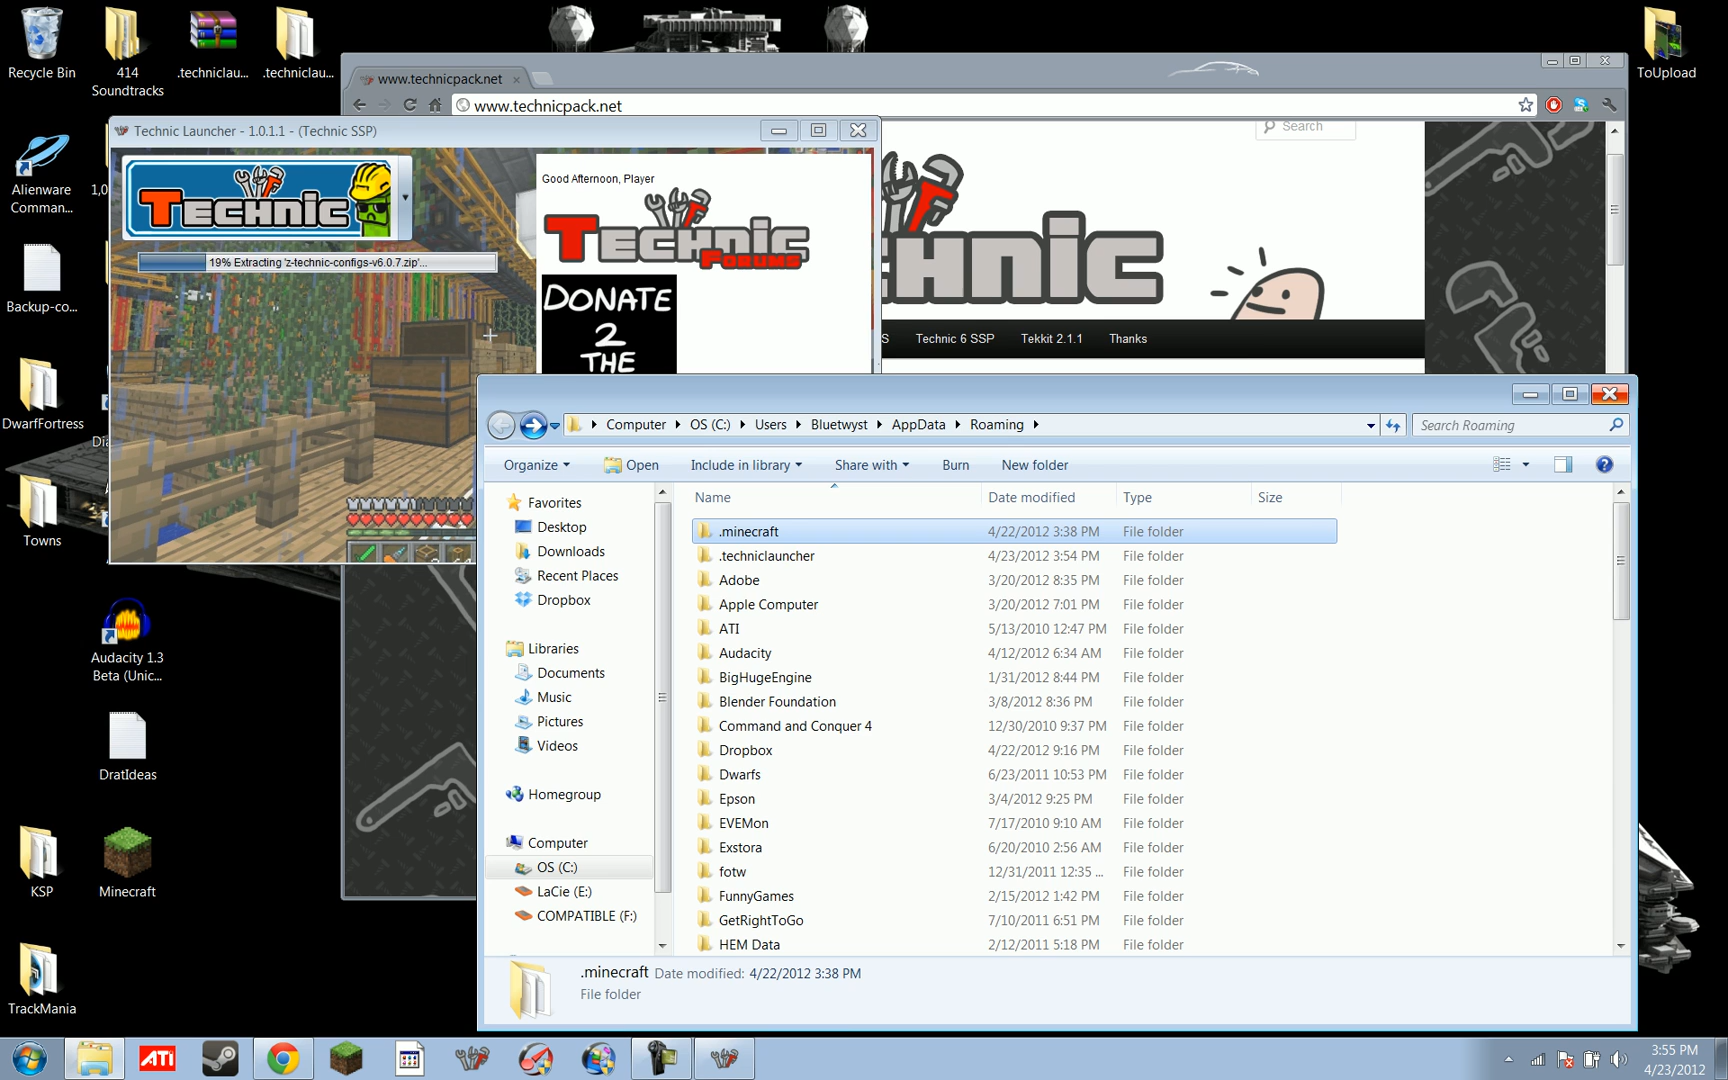 Recycle Bin
414
Soundtracks
.techniclau...
.techniclau...
ToUpload
www.technicpack.net
www.technicpack.net
Search
Technic Launcher - 1.0.1.1 - (Technic SSP)
TECHNIC
19% Extracting 'z-technic-configs-v6.0.7.zip'...
Good Afternoon, Player
TECHNIC
FORUMS
DONATE
2
THE
Technic 6 SSP
Tekkit 2.1.1
Thanks
Alienware
Comman...
Backup-co...
DwarfFortress
Towns
Audacity 1.3
Beta (Unic...
DratIdeas
KSP
Minecraft
TrackMania
Computer
OS (C:)
Users
Bluetwyst
AppData
Roaming
Search Roaming
Organize
Open
Include in library
Share with
Burn
New folder
Favorites
Desktop
Downloads
Recent Places
Dropbox
Libraries
Documents
Music
Pictures
Videos
Homegroup
Computer
OS (C:)
LaCie (E:)
COMPATIBLE (F:)
Name Date modified Type Size
.minecraft 4/22/2012 3:38 PM File folder
.techniclauncher 4/23/2012 3:54 PM File folder
Adobe 3/20/2012 8:35 PM File folder
Apple Computer 3/20/2012 7:01 PM File folder
ATI 5/13/2010 12:47 PM File folder
Audacity 4/12/2012 6:34 AM File folder
BigHugeEngine 1/31/2012 8:44 PM File folder
Blender Foundation 3/8/2012 8:36 PM File folder
Command and Conquer 4 12/30/2010 9:37 PM File folder
Dropbox 4/22/2012 9:16 PM File folder
Dwarfs 6/23/2011 10:53 PM File folder
Epson 3/4/2012 9:25 PM File folder
EVEMon 7/17/2010 9:10 AM File folder
Exstora 6/20/2010 2:56 AM File folder
fotw 12/31/2011 12:35 ... File folder
FunnyGames 2/15/2012 1:42 PM File folder
GetRightToGo 7/10/2011 6:51 PM File folder
HEM Data 2/12/2011 5:18 PM File folder
.minecraft Date modified: 4/22/2012 3:38 PM
File folder
ATI
3:55 PM
4/23/2012